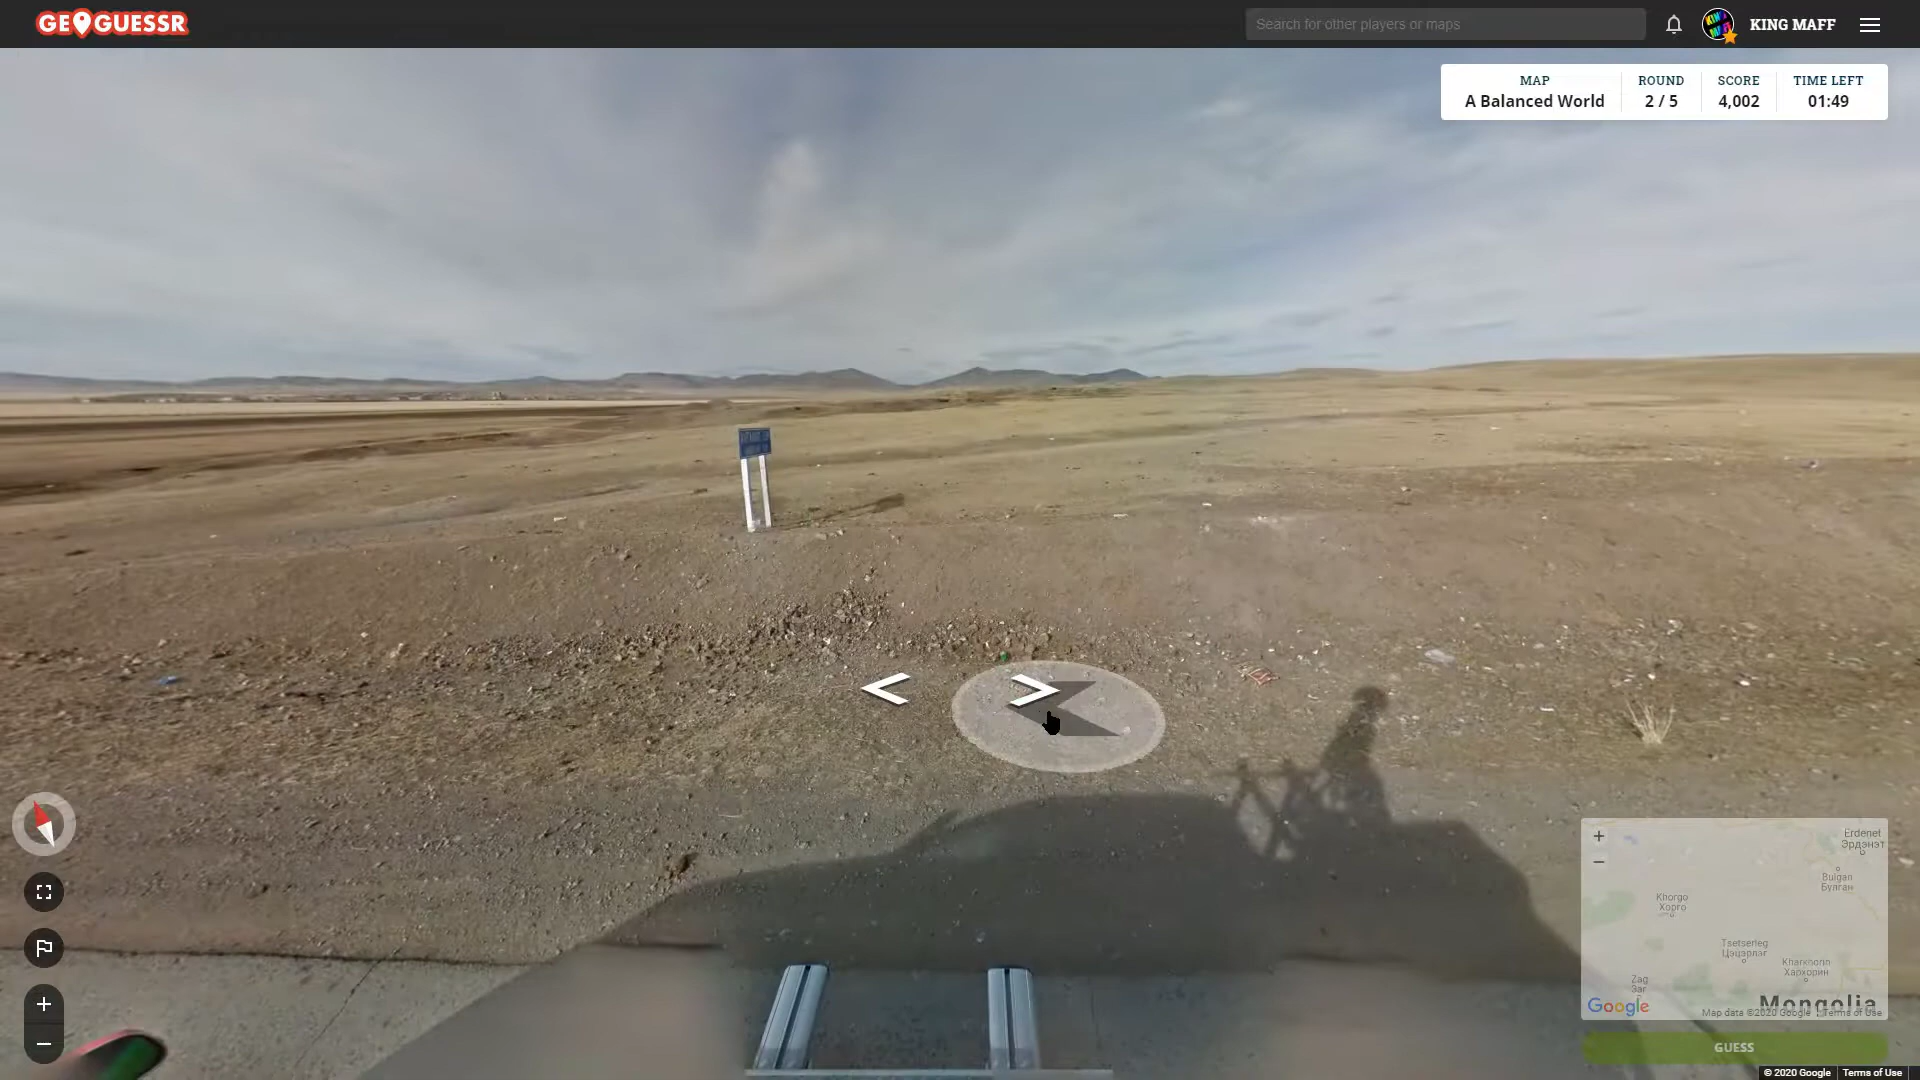 GEOGUESSR
Search for other players or maps
KING MAFF
MAP
A Balanced World
ROUND
2 / 5
SCORE
4,002
TIME LEFT
01:49
Erdenet
Эрдэнэт
Bulgan
Булган
Khorgo
Хорго
Tsetserleg
Цэцэрлэг
Kharkhorin
Хархорин
Zag
Заг
Mongolia
Google
Map data ©2020 Google
Terms of Use
GUESS
© 2020 Google
Terms of Use